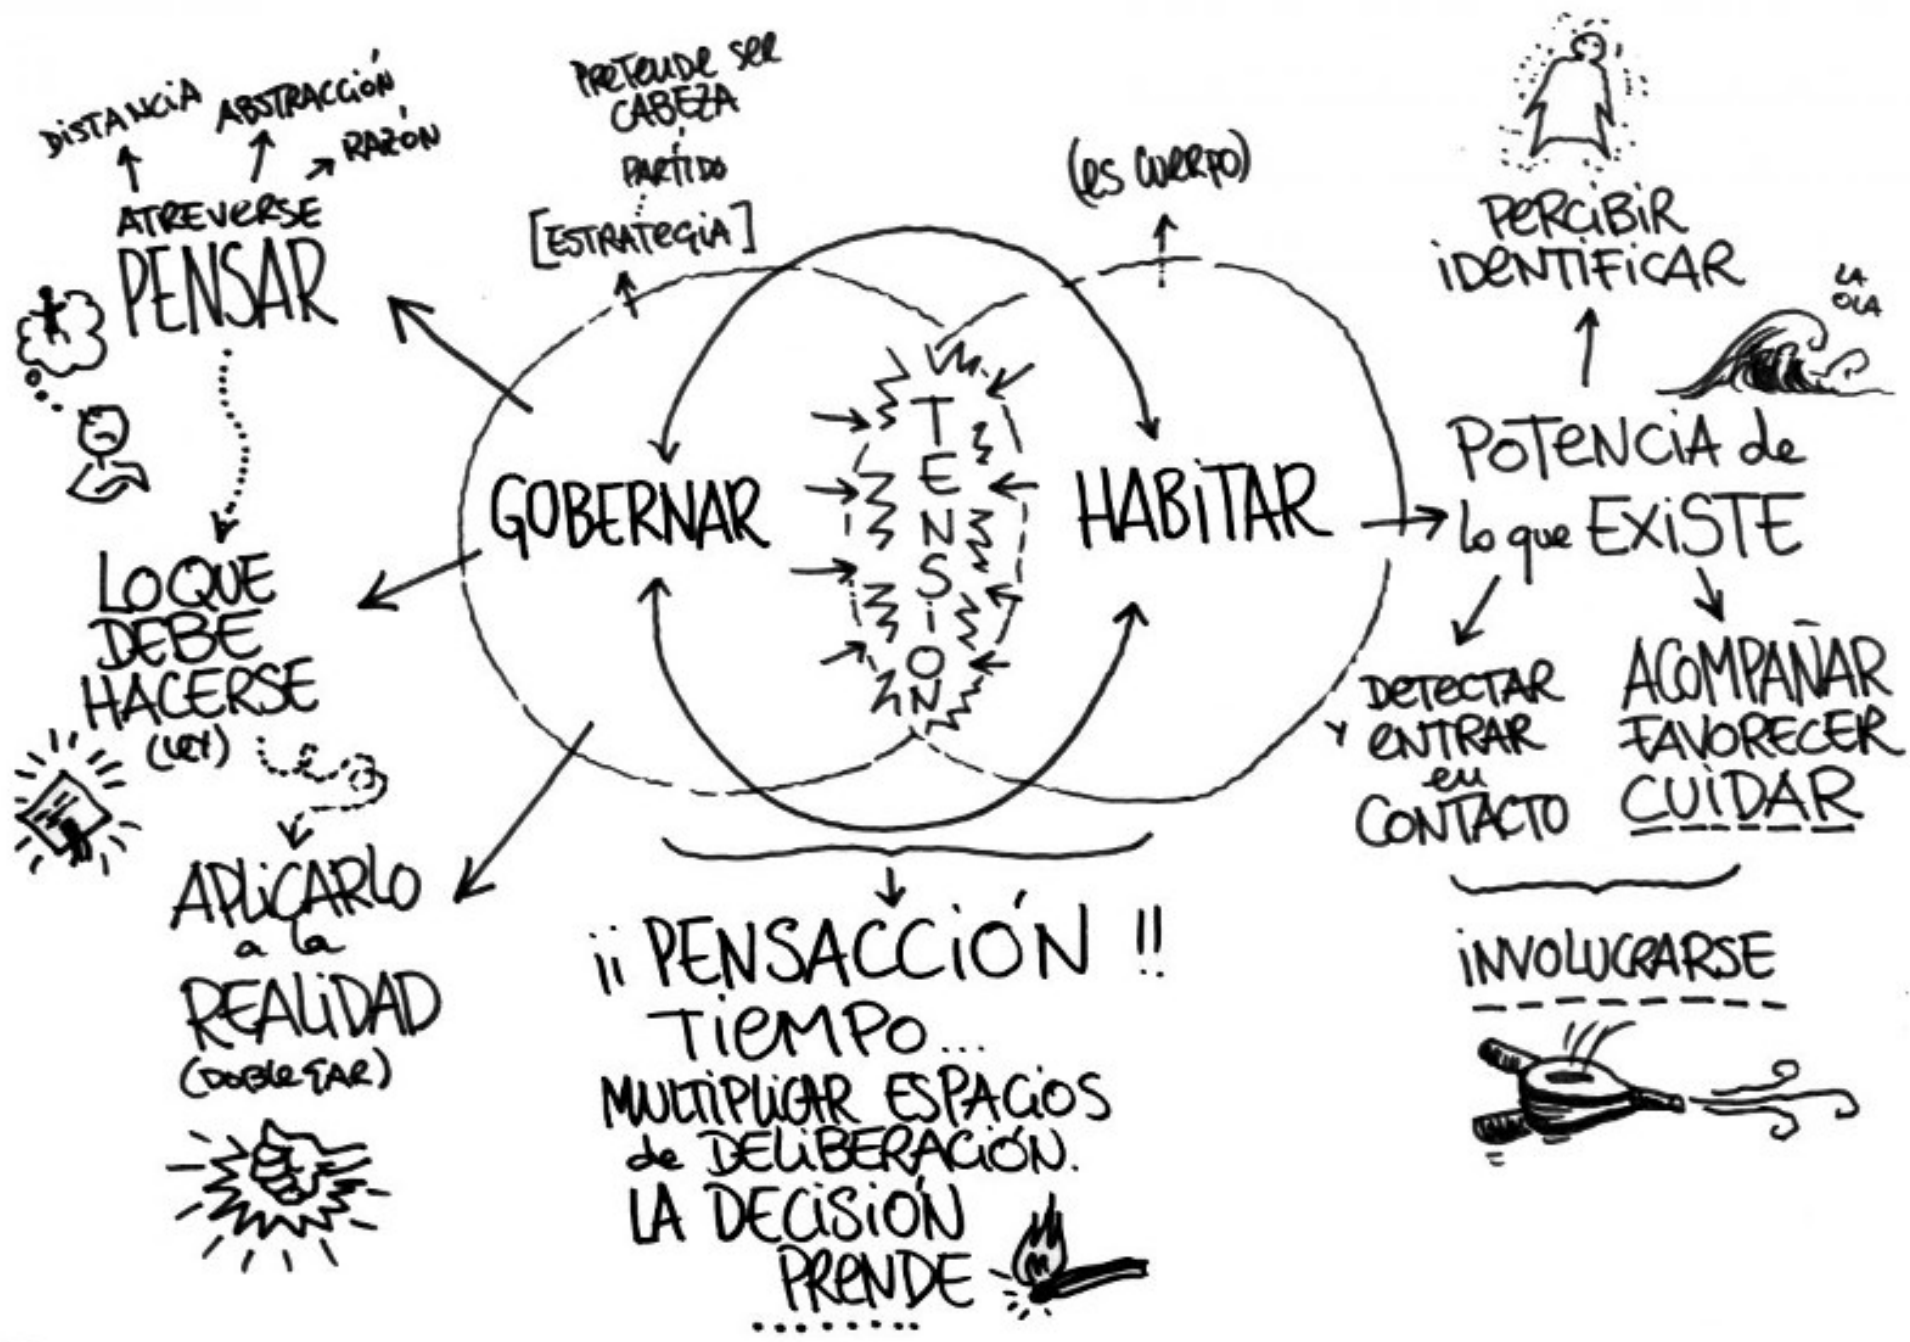 DISTANCIA
ABSTRACCIÓN
RAZÓN
ATREVERSE
PENSAR
LO QUE
DEBE
HACERSE
(LEY)
APLICARLO
a la
REALIDAD
(DOBLEGAR)
PRETENDE SER
CABEZA
PARTIDO
[ESTRATEGIA]
(es CUERPO)
GOBERNAR
TENSIÓN
HABITAR
¡¡PENSACCIÓN!!
TIEMPO...
MULTIPLICAR ESPACIOS
de DELIBERACIÓN.
LA DECISIÓN
PRENDE
PERCIBIR
IDENTIFICAR
LA
OLA
POTENCIA de
lo que EXISTE
DETECTAR
Y ENTRAR
en
CONTACTO
ACOMPAÑAR
FAVORECER
CUIDAR
INVOLUCRARSE